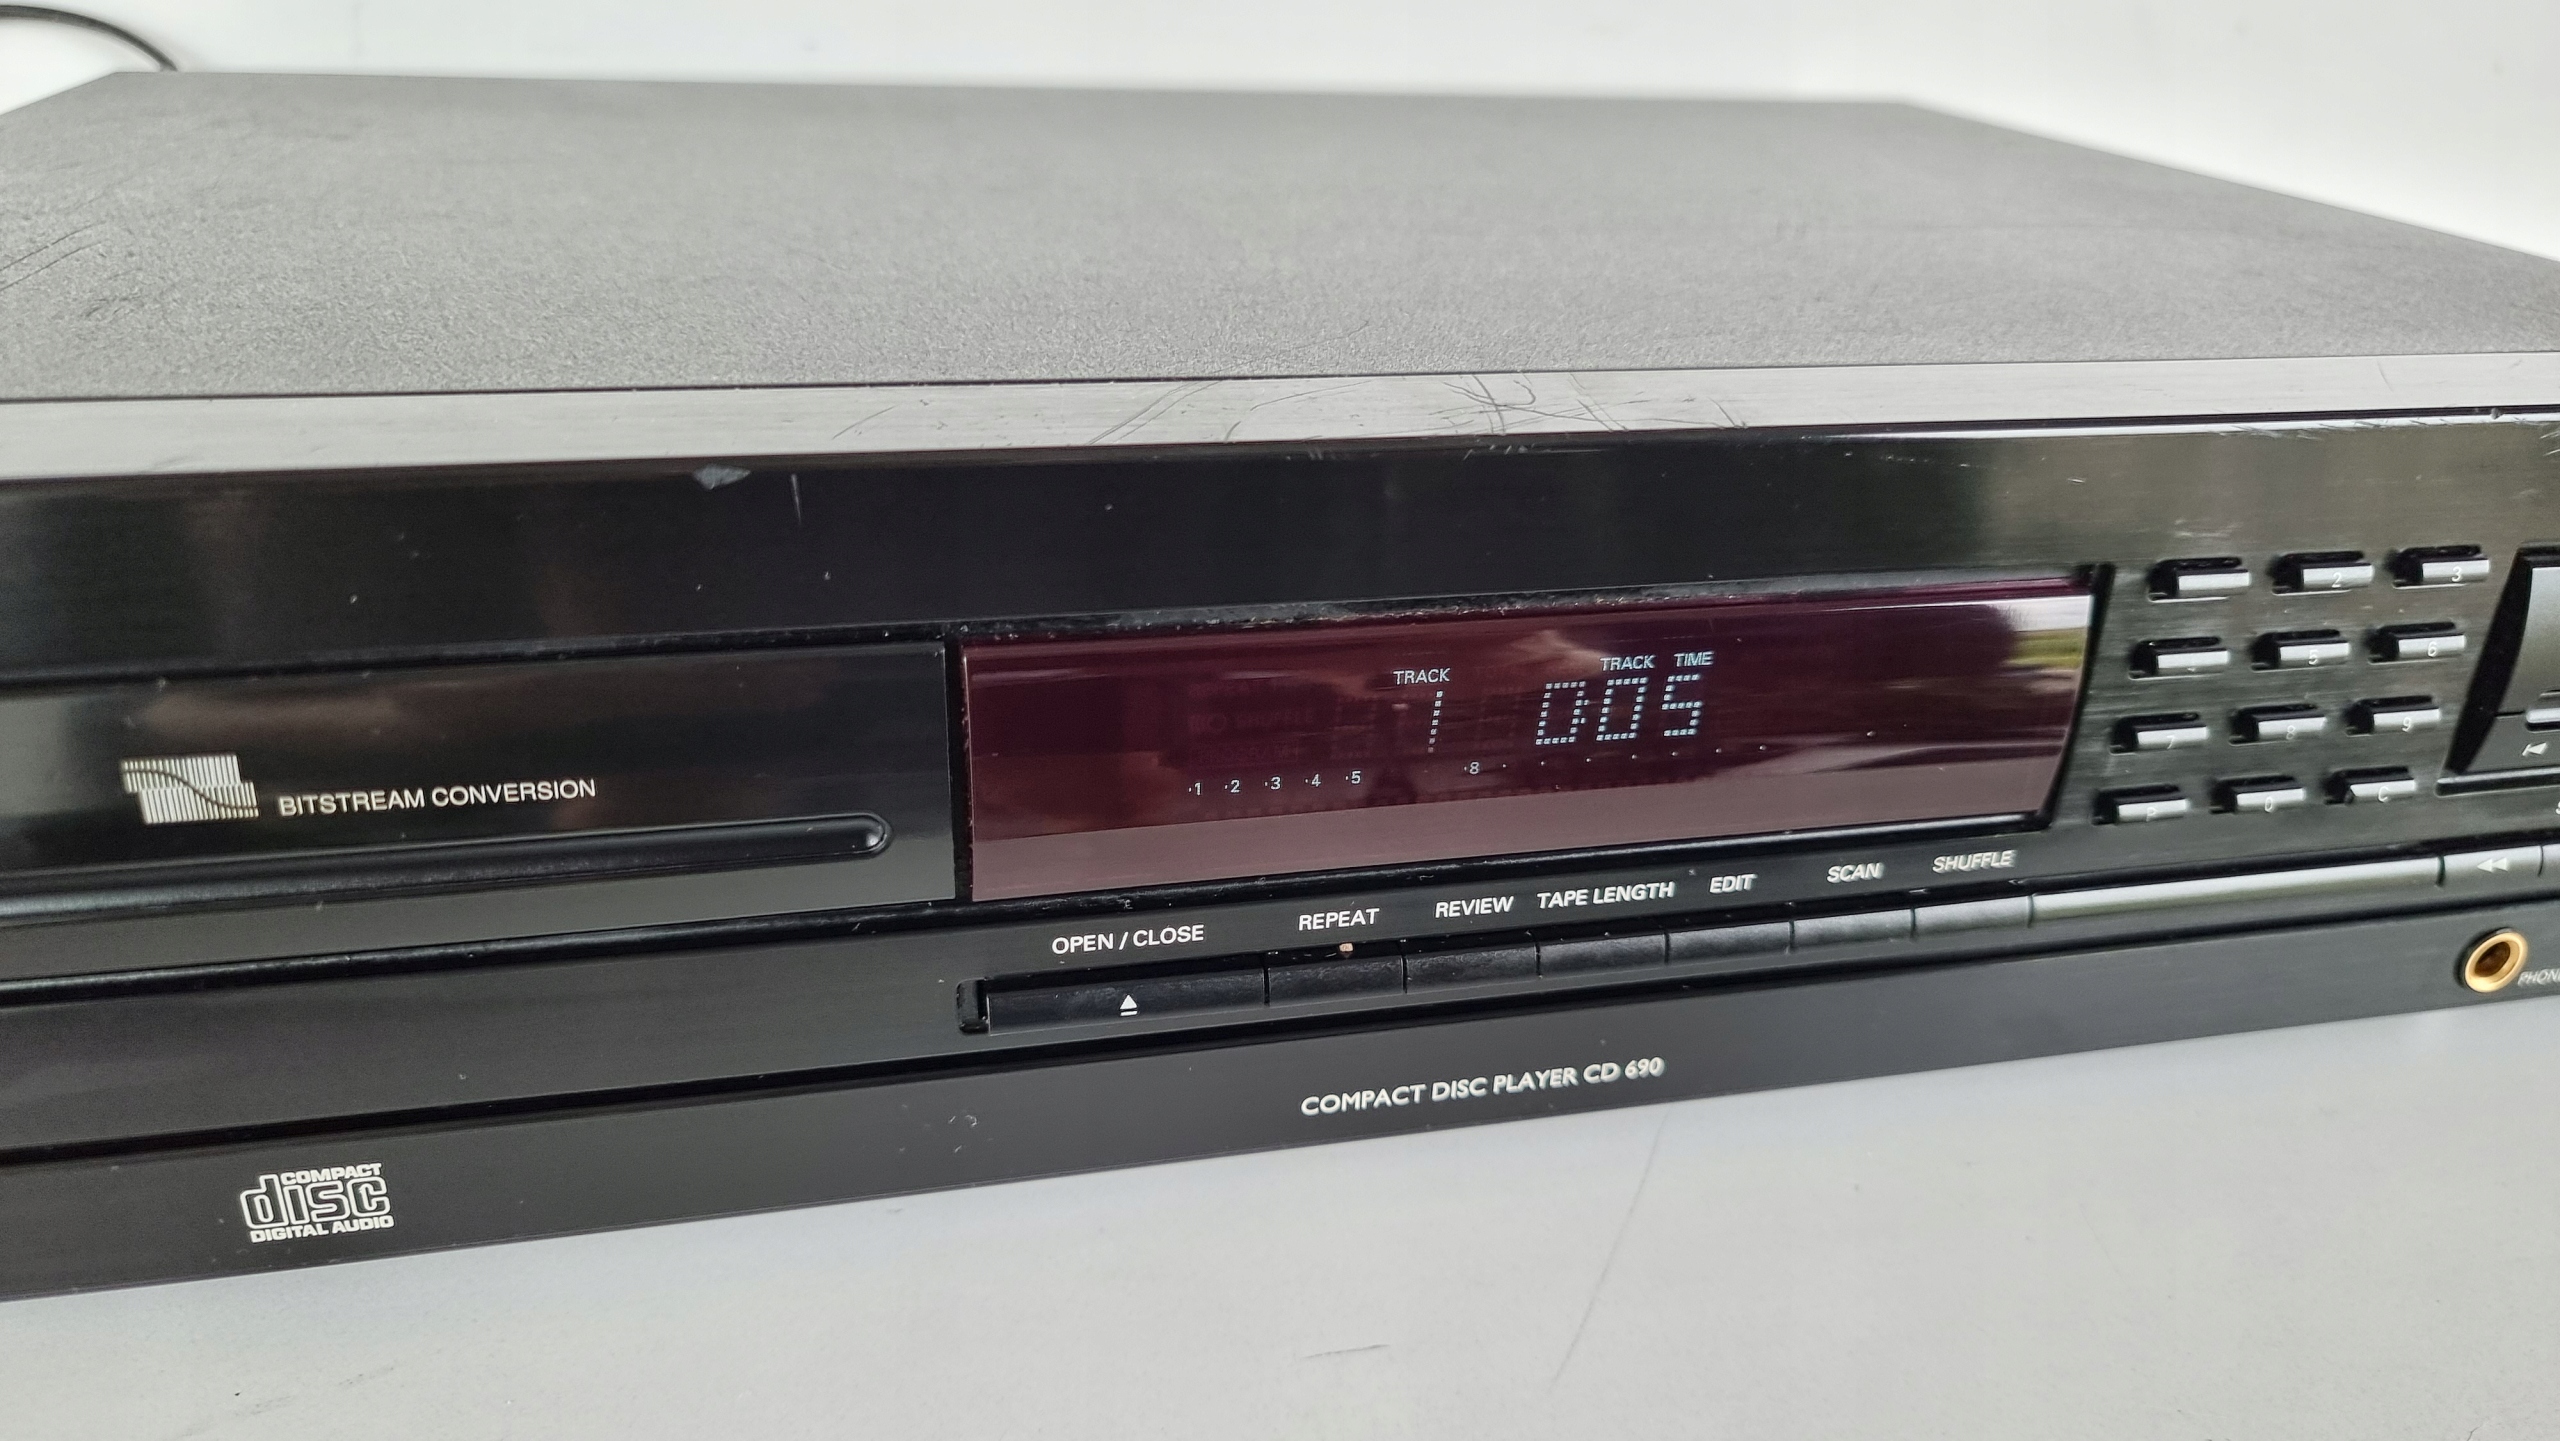 TRACK TRACK TIME
1 0:05
·1 ·2 ·3 ·4 ·5 ·8
BITSTREAM CONVERSION
2 3
4 5 6
7 8 9
P 0 C
OPEN / CLOSE REPEAT REVIEW TAPE LENGTH EDIT SCAN SHUFFLE
COMPACT DISC PLAYER CD 690
COMPACT
disc
DIGITAL AUDIO